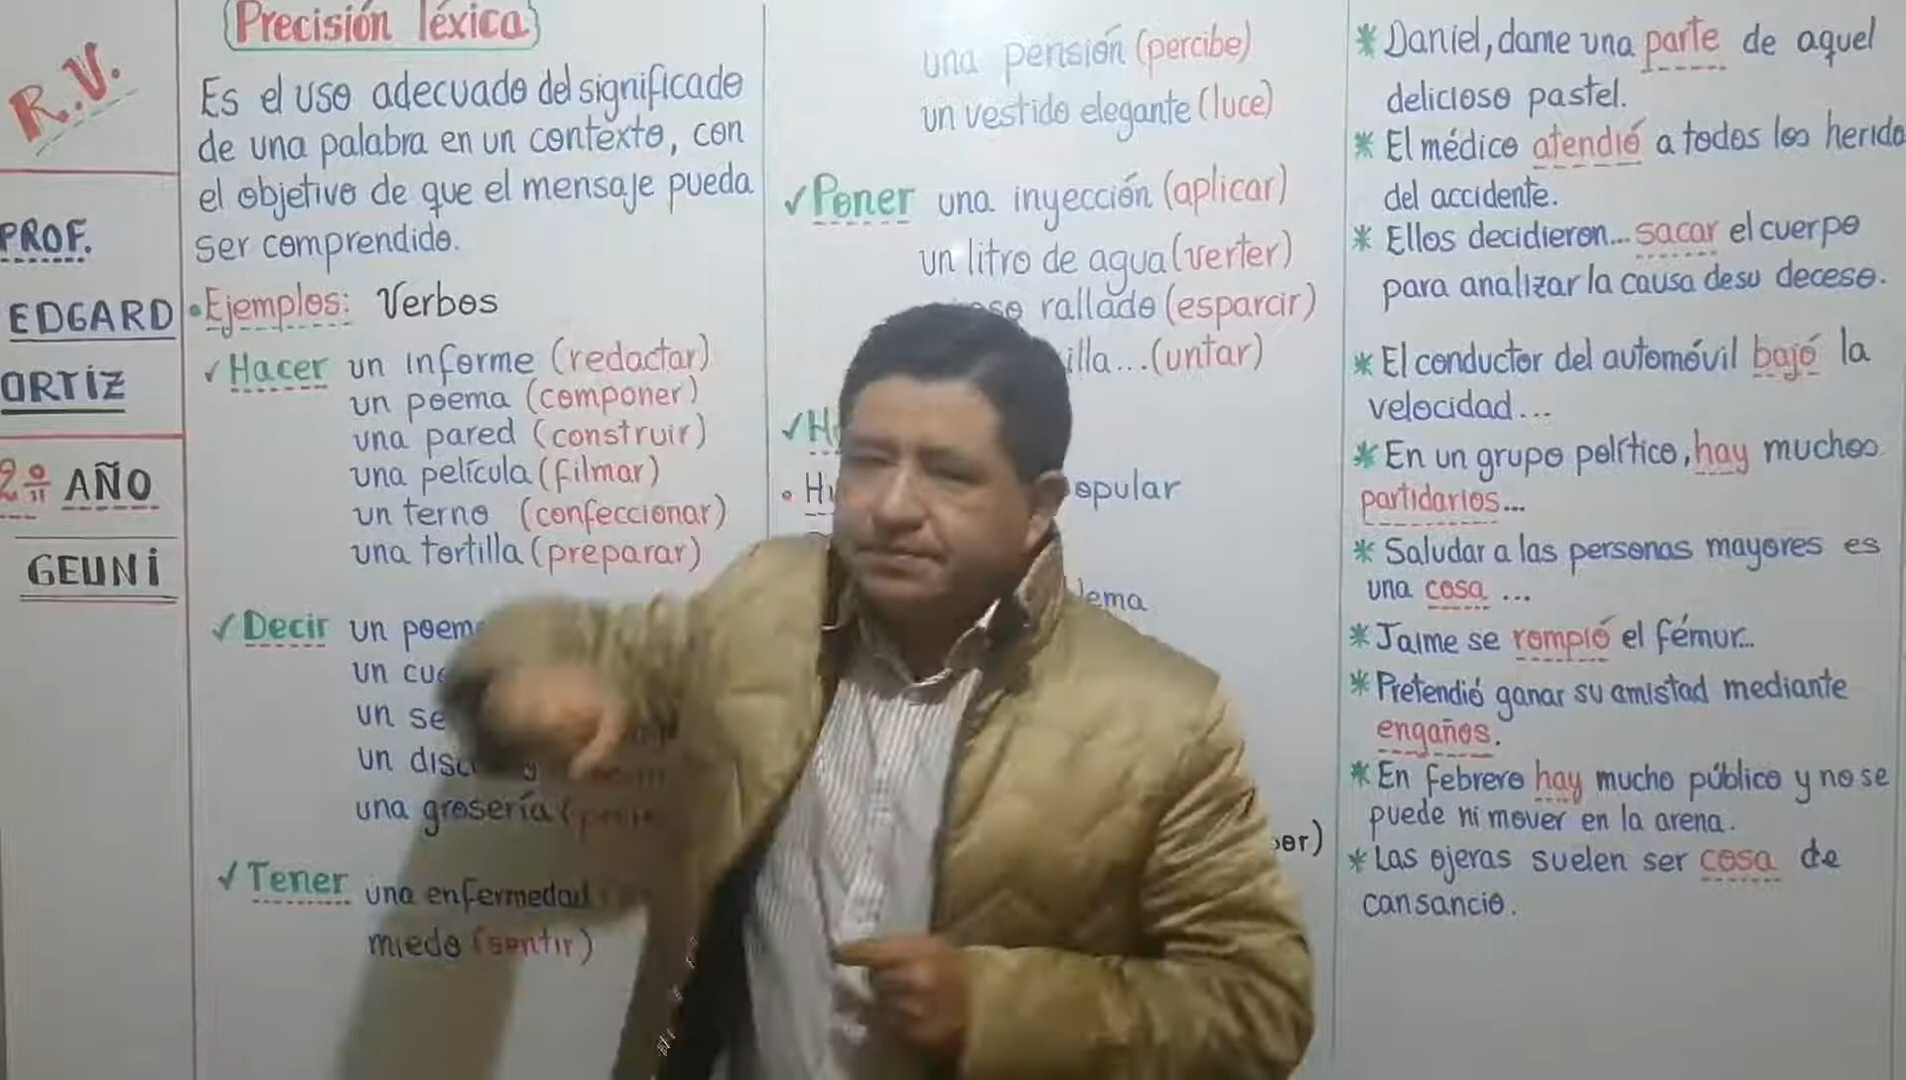 R.V.
PROF.
EDGARD
ORTIZ
2º AÑO
GEUNI
Precisión léxica
Es el uso adecuado del significado
de una palabra en un contexto, con
el objetivo de que el mensaje pueda
ser comprendido.
•Ejemplos: Verbos
✓Hacer un informe (redactar)
un poema (componer)
una pared (construir)
una película (filmar)
un terno (confeccionar)
una tortilla (preparar)
✓Decir un
un
un
un
una grosería
✓Tener una enfermedad
miedo (sentir)
una pensión (percibe)
un vestido elegante (luce)
✓Poner una inyección (aplicar)
un litro de agua (verter)
rallado (esparcir)
(untar)
✓
•
* Daniel, dame una parte de aquel
delicioso pastel.
* El médico atendió a todos los herido
del accidente.
* Ellos decidieron... sacar el cuerpo
para analizar la causa de su deceso.
* El conductor del automóvil bajó la
velocidad...
* En un grupo político, hay muchos
partidarios...
* Saludar a las personas mayores es
una cosa ...
* Jaime se rompió el fémur...
* Pretendió ganar su amistad mediante
engaños.
* En febrero hay mucho público y no se
puede ni mover en la arena.
* Las ojeras suelen ser cosa de
cansancio.